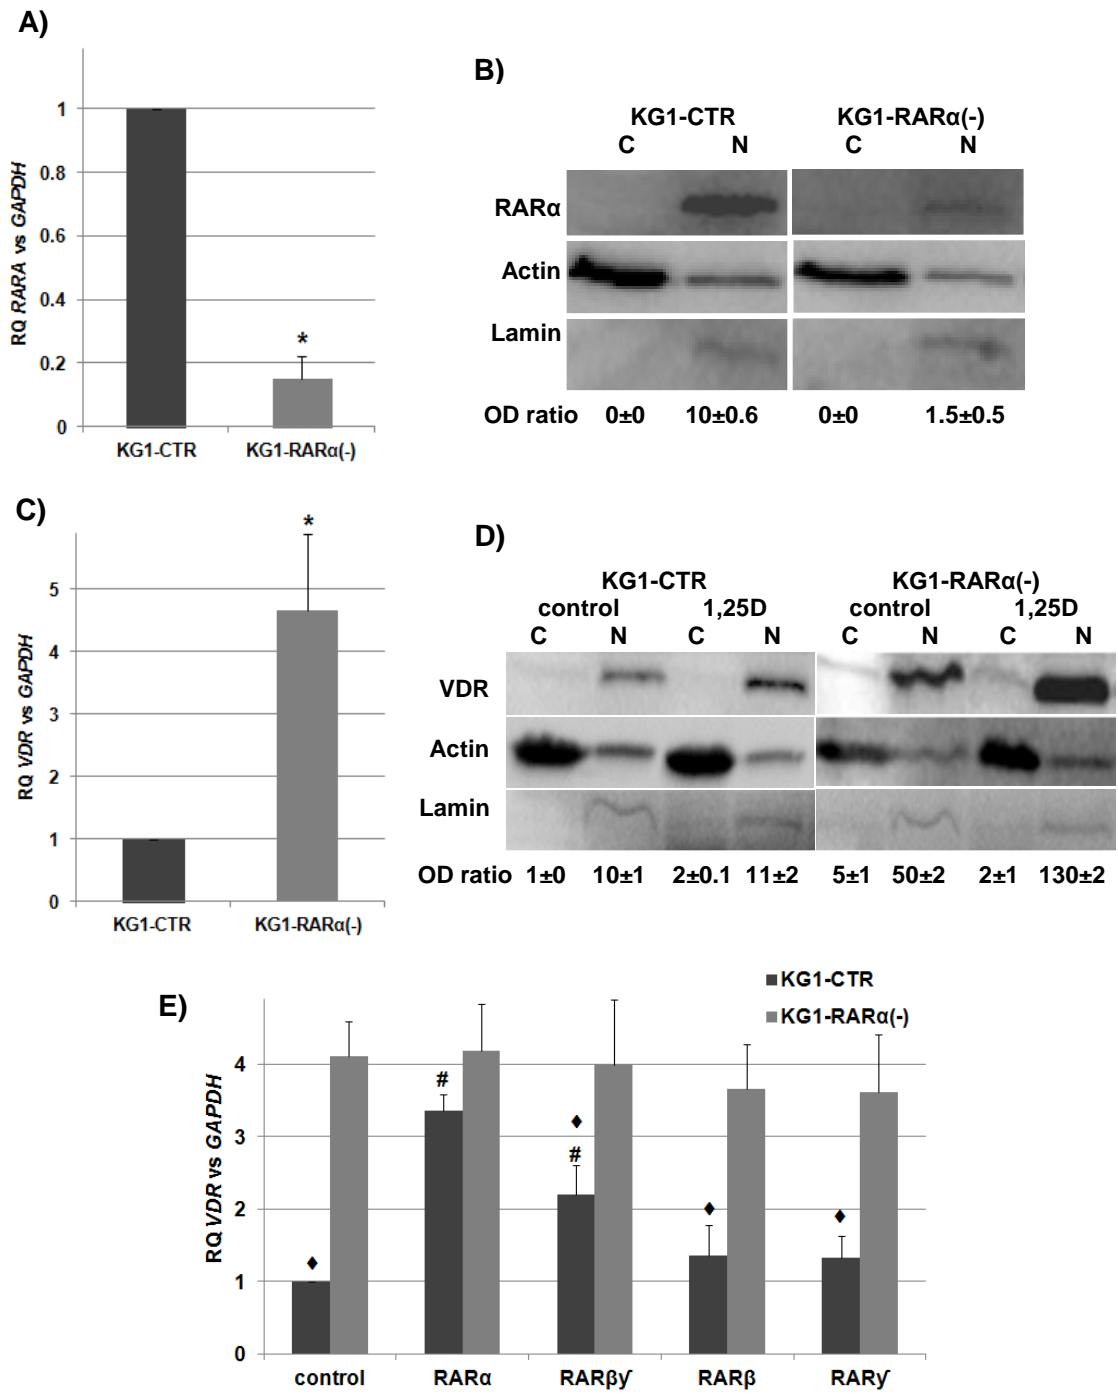 A)
RQ RARA vs GAPDH
1
0.8
0.6
0.4
0.2
0
*
KG1-CTR KG1-RARα(-)
B)
KG1-CTR KG1-RARα(-)
C N C N
RARα
Actin
Lamin
OD ratio 0±0 10±0.6 0±0 1.5±0.5
C)
RQ VDR vs GAPDH
5
4
3
2
1
0
*
KG1-CTR KG1-RARα(-)
D)
KG1-CTR KG1-RARα(-)
control 1,25D control 1,25D
C N C N C N C N
VDR
Actin
Lamin
OD ratio 1±0 10±1 2±0.1 11±2 5±1 50±2 2±1 130±2
E)
KG1-CTR
KG1-RARα(-)
RQ VDR vs GAPDH
4
3
2
1
0
♦ # ♦ # ♦ ♦
control RARα RARβγ RARβ RARγ